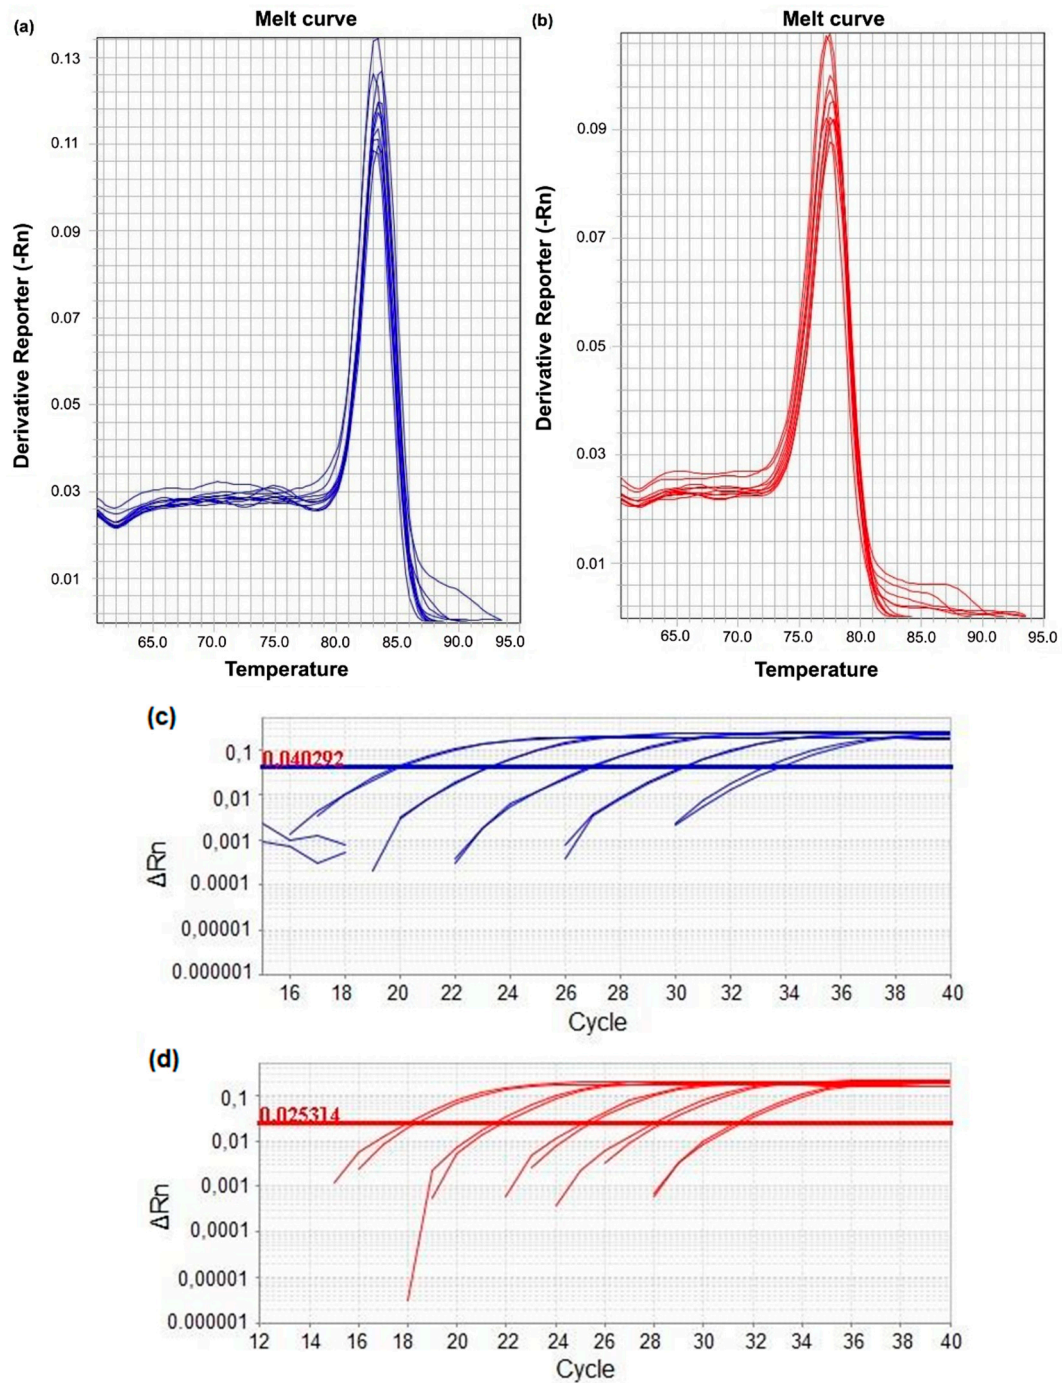 (a)
Melt curve
0.13
0.11
0.09
0.07
0.05
0.03
0.01
Derivative Reporter (-Rn)
65.0 70.0 75.0 80.0 85.0 90.0 95.0
Temperature
(b)
Melt curve
0.09
0.07
0.05
0.03
0.01
Derivative Reporter (-Rn)
65.0 70.0 75.0 80.0 85.0 90.0 95.0
Temperature
(c)
0,1
0.040292
0,01
0,001
0.0001
0,00001
0.000001
ΔRn
16 18 20 22 24 26 28 30 32 34 36 38 40
Cycle
(d)
0,1
0.025314
0,01
0,001
0.0001
0,00001
0.000001
ΔRn
12 14 16 18 20 22 24 26 28 30 32 34 36 38 40
Cycle